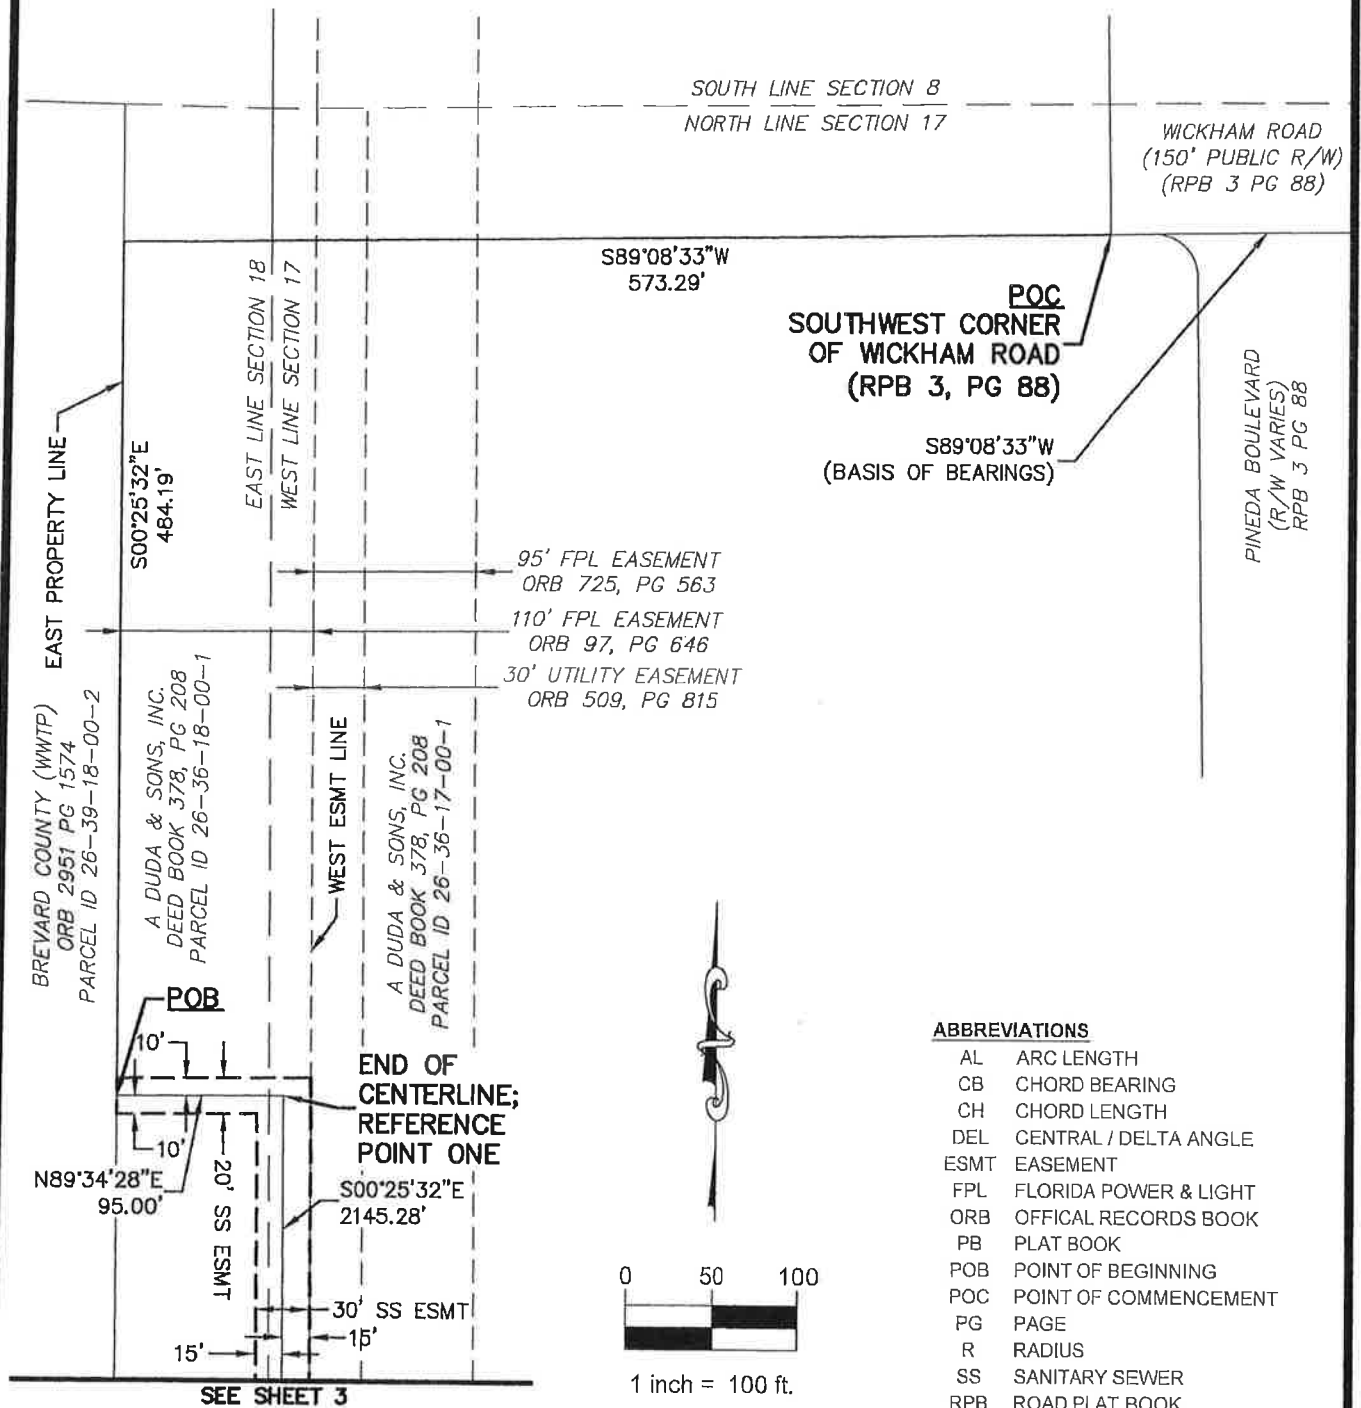 SOUTH LINE SECTION 8
NORTH LINE SECTION 17
WICKHAM ROAD
(150' PUBLIC R/W)
(RPB 3 PG 88)
S89°08'33"W
573.29'
POC
SOUTHWEST CORNER
OF WICKHAM ROAD
(RPB 3, PG 88)
S89°08'33"W
(BASIS OF BEARINGS)
PINEDA BOULEVARD
(R/W VARIES)
RPB 3 PG 88
EAST LINE SECTION 18
WEST LINE SECTION 17
EAST PROPERTY LINE
S00°25'32"E
484.19'
95' FPL EASEMENT
ORB 725, PG 563
110' FPL EASEMENT
ORB 97, PG 646
30' UTILITY EASEMENT
ORB 509, PG 815
BREVARD COUNTY (WWTP)
ORB 2951 PG 1574
PARCEL ID 26-39-18-00-2
A DUDA & SONS, INC.
DEED BOOK 378, PG 208
PARCEL ID 26-36-18-00-1
WEST ESMT LINE
A DUDA & SONS, INC.
DEED BOOK 378, PG 208
PARCEL ID 26-36-17-00-1
POB
10'
10'
N89°34'28"E
95.00'
20' SS ESMT
END OF
CENTERLINE;
REFERENCE
POINT ONE
S00°25'32"E
2145.28'
30' SS ESMT
15'
15'
SEE SHEET 3
0 50 100
1 inch = 100 ft.
ABBREVIATIONS
AL ARC LENGTH
CB CHORD BEARING
CH CHORD LENGTH
DEL CENTRAL / DELTA ANGLE
ESMT EASEMENT
FPL FLORIDA POWER & LIGHT
ORB OFFICAL RECORDS BOOK
PB PLAT BOOK
POB POINT OF BEGINNING
POC POINT OF COMMENCEMENT
PG PAGE
R RADIUS
SS SANITARY SEWER
RPB ROAD PLAT BOOK